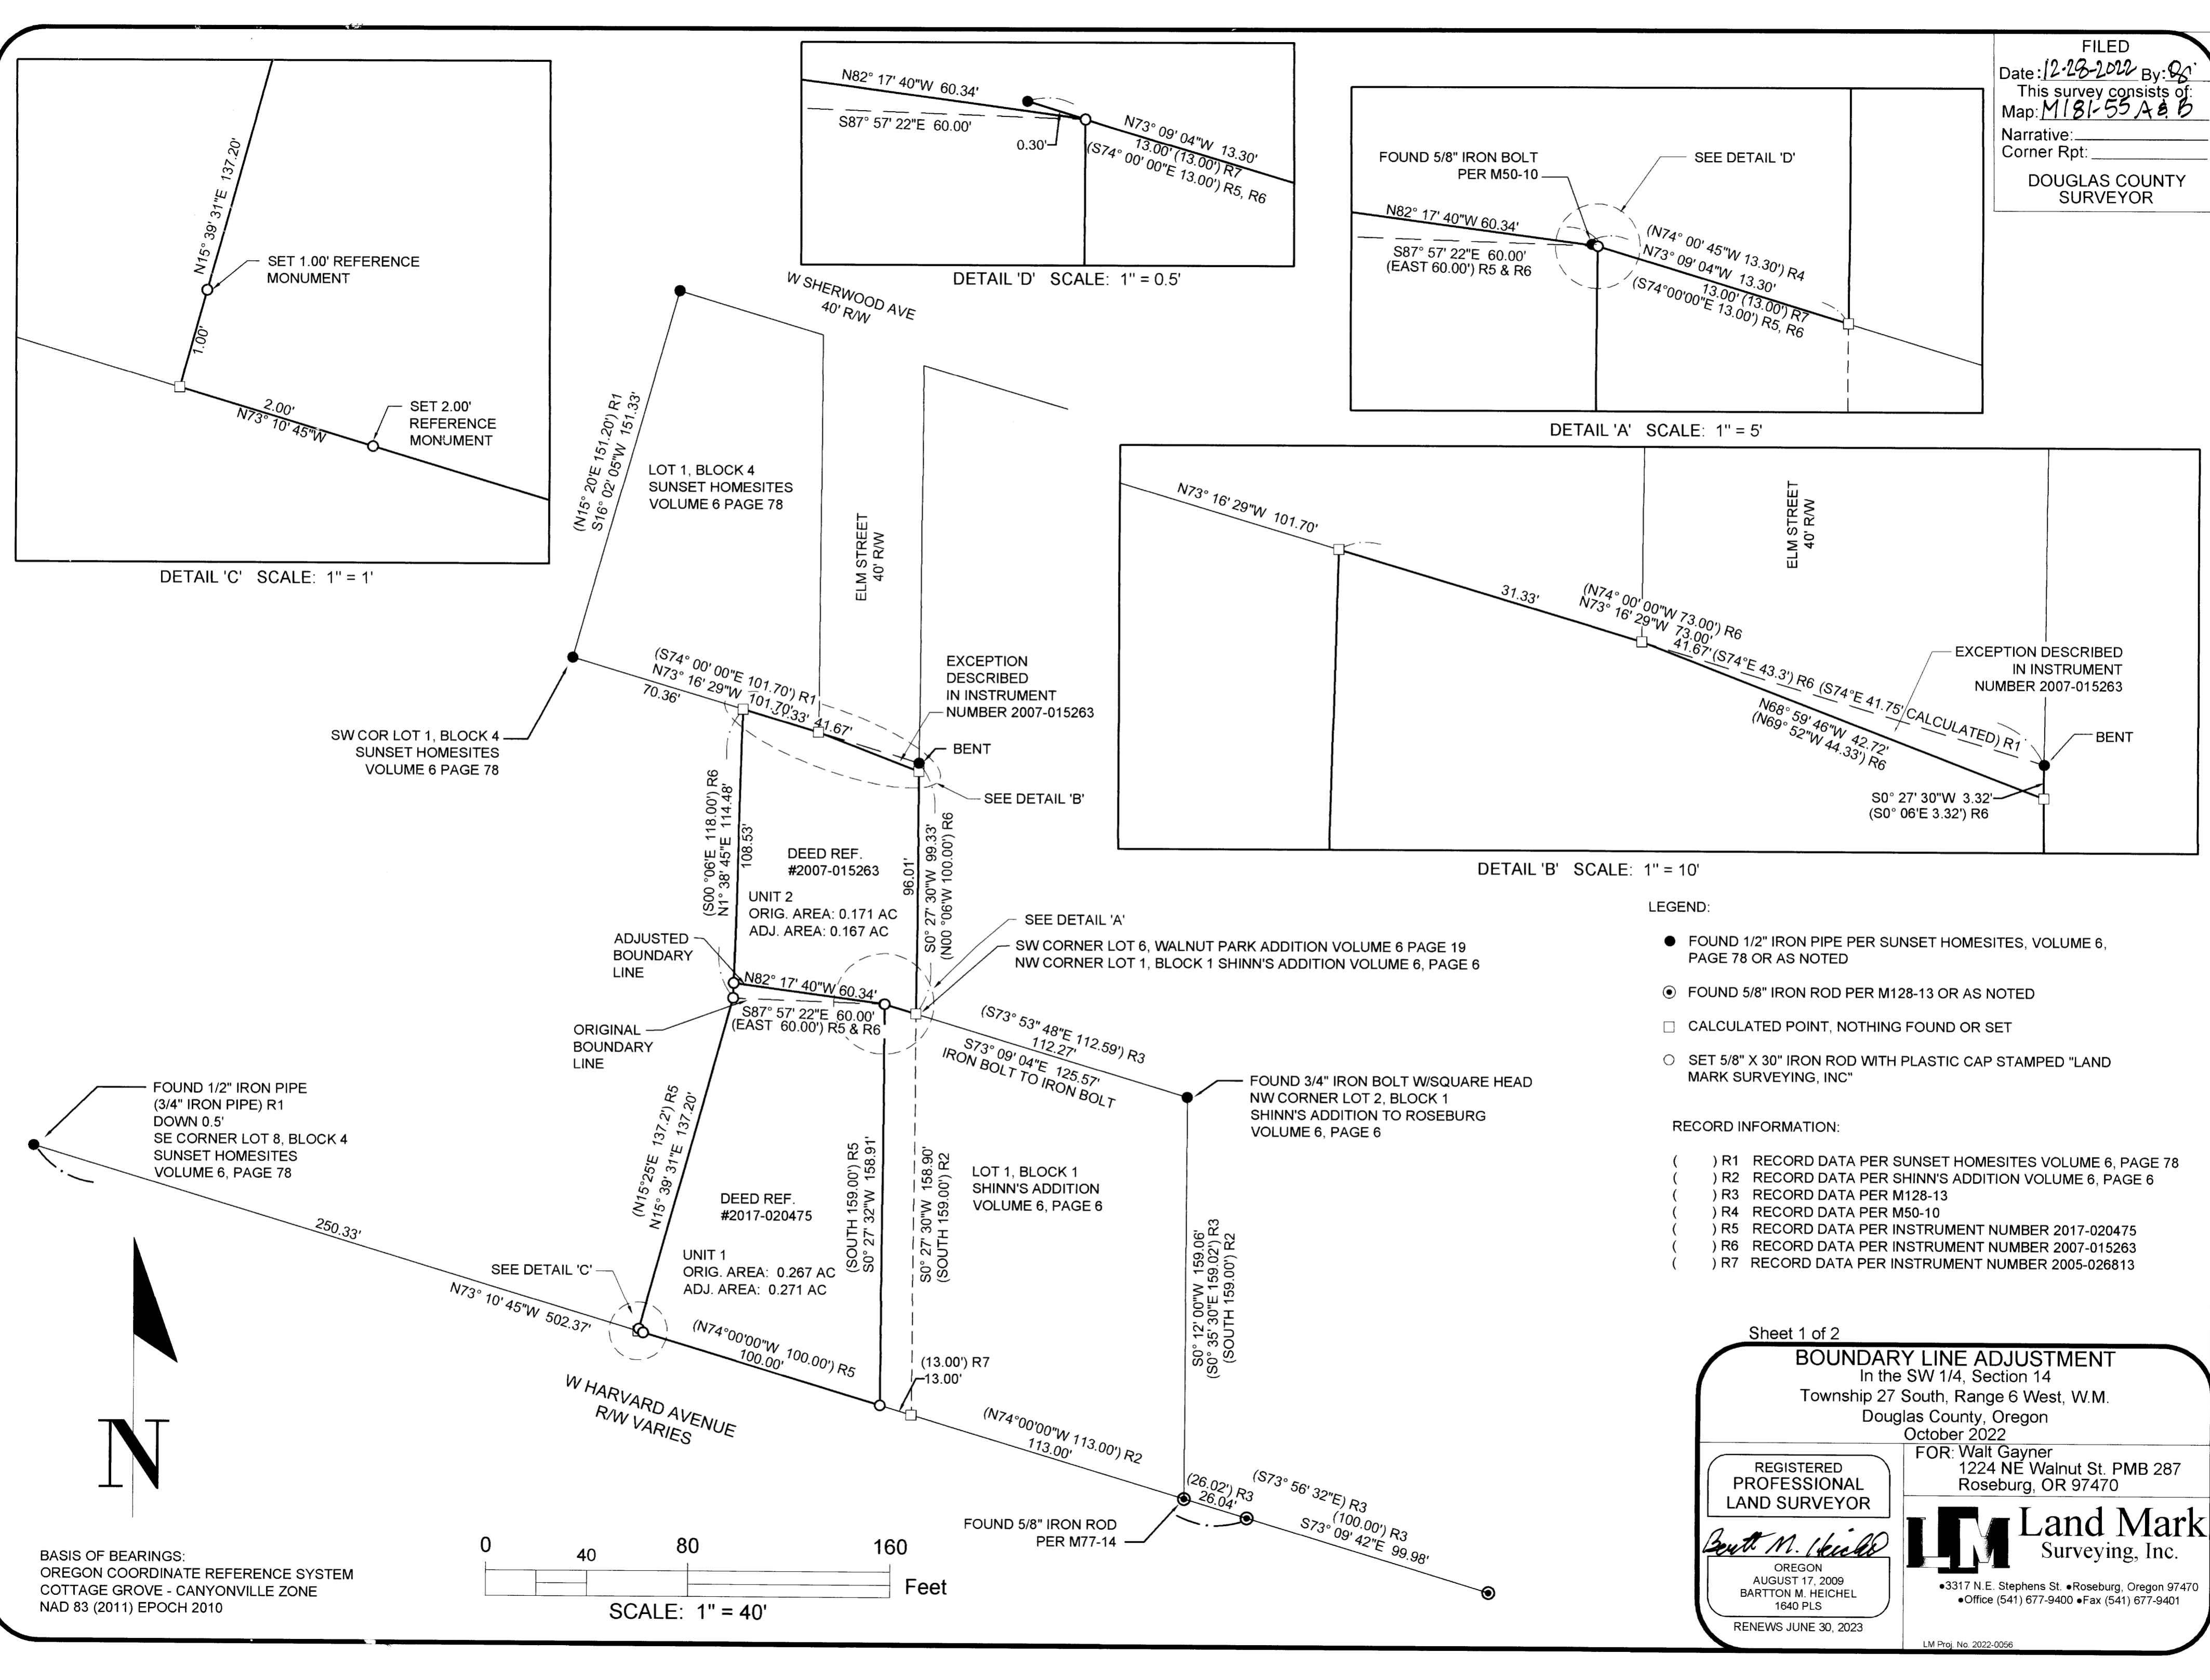 FILED
Date: 12-28-2022 By:
This survey consists of:
Map: M181-55 A & B
Narrative:
Corner Rpt:
DOUGLAS COUNTY
SURVEYOR
N15° 39' 31"E 137.20'
SET 1.00' REFERENCE
MONUMENT
1.00'
2.00'
N73° 10' 45"W
SET 2.00'
REFERENCE
MONUMENT
DETAIL 'C' SCALE: 1" = 1'
N82° 17' 40"W 60.34'
S87° 57' 22"E 60.00'
0.30'
N73° 09' 04"W 13.30'
13.00' (13.00') R7
(S74° 00' 00"E 13.00') R5, R6
DETAIL 'D' SCALE: 1" = 0.5'
FOUND 5/8" IRON BOLT
PER M50-10
SEE DETAIL 'D'
N82° 17' 40"W 60.34'
S87° 57' 22"E 60.00'
(EAST 60.00') R5 & R6
(N74° 00' 45"W 13.30') R4
N73° 09' 04"W 13.30'
13.00' (13.00') R7
(S74°00'00"E 13.00') R5, R6
DETAIL 'A' SCALE: 1" = 5'
N73° 16' 29"W 101.70'
31.33'
ELM STREET
40' R/W
(N74° 00' 00"W 73.00') R6
N73° 16' 29"W 73.00'
41.67' (S74°E 43.3') R6 (S74°E 41.75' CALCULATED) R1
N68° 59' 46"W 42.72'
(N69° 52"W 44.33') R6
EXCEPTION DESCRIBED
IN INSTRUMENT
NUMBER 2007-015263
BENT
S0° 27' 30"W 3.32'
(S0° 06'E 3.32') R6
DETAIL 'B' SCALE: 1" = 10'
W SHERWOOD AVE
40' R/W
(N15° 20'E 151.20') R1
S16° 02' 05"W 151.33'
LOT 1, BLOCK 4
SUNSET HOMESITES
VOLUME 6 PAGE 78
ELM STREET
40' R/W
(S74° 00' 00"E 101.70') R1
N73° 16' 29"W 101.70'
70.36'
31.33'
41.67'
EXCEPTION
DESCRIBED
IN INSTRUMENT
NUMBER 2007-015263
BENT
SEE DETAIL 'B'
SW COR LOT 1, BLOCK 4
SUNSET HOMESITES
VOLUME 6 PAGE 78
(S00 °06'E 118.00') R6
N1° 38' 45"E 114.48'
108.53'
DEED REF.
#2007-015263
UNIT 2
ORIG. AREA: 0.171 AC
ADJ. AREA: 0.167 AC
96.01'
S0° 27' 30"W 99.33'
(N00 °06'W 100.00') R6
SEE DETAIL 'A'
SW CORNER LOT 6, WALNUT PARK ADDITION VOLUME 6 PAGE 19
NW CORNER LOT 1, BLOCK 1 SHINN'S ADDITION VOLUME 6, PAGE 6
ADJUSTED
BOUNDARY
LINE
N82° 17' 40"W 60.34'
S87° 57' 22"E 60.00'
(EAST 60.00') R5 & R6
ORIGINAL
BOUNDARY
LINE
(S73° 53' 48"E 112.59') R3
112.27'
S73° 09' 04"E 125.57'
IRON BOLT TO IRON BOLT
FOUND 3/4" IRON BOLT W/SQUARE HEAD
NW CORNER LOT 2, BLOCK 1
SHINN'S ADDITION TO ROSEBURG
VOLUME 6, PAGE 6
FOUND 1/2" IRON PIPE
(3/4" IRON PIPE) R1
DOWN 0.5'
SE CORNER LOT 8, BLOCK 4
SUNSET HOMESITES
VOLUME 6, PAGE 78
(N15°25'E 137.2') R5
N15° 39' 31"E 137.20'
DEED REF.
#2017-020475
UNIT 1
ORIG. AREA: 0.267 AC
ADJ. AREA: 0.271 AC
(SOUTH 159.00') R5
S0° 27' 32"W 158.91'
S0° 27' 30"W 158.90'
(SOUTH 159.00') R2
LOT 1, BLOCK 1
SHINN'S ADDITION
VOLUME 6, PAGE 6
S0° 12' 00"W 159.06'
(S0° 35' 30"E 159.02') R3
(SOUTH 159.00') R2
250.33'
N73° 10' 45"W 502.37'
SEE DETAIL 'C'
(N74°00'00"W 100.00') R5
100.00'
(13.00') R7
13.00'
W HARVARD AVENUE
R/W VARIES
(N74°00'00"W 113.00') R2
113.00'
(26.02') R3
26.04'
(S73° 56' 32"E) R3
(100.00') R3
S73° 09' 42"E 99.98'
FOUND 5/8" IRON ROD
PER M77-14
N
BASIS OF BEARINGS:
OREGON COORDINATE REFERENCE SYSTEM
COTTAGE GROVE - CANYONVILLE ZONE
NAD 83 (2011) EPOCH 2010
0 40 80 160
Feet
SCALE: 1" = 40'
LEGEND:
FOUND 1/2" IRON PIPE PER SUNSET HOMESITES, VOLUME 6,
PAGE 78 OR AS NOTED
FOUND 5/8" IRON ROD PER M128-13 OR AS NOTED
CALCULATED POINT, NOTHING FOUND OR SET
SET 5/8" X 30" IRON ROD WITH PLASTIC CAP STAMPED "LAND
MARK SURVEYING, INC"
RECORD INFORMATION:
( ) R1 RECORD DATA PER SUNSET HOMESITES VOLUME 6, PAGE 78
( ) R2 RECORD DATA PER SHINN'S ADDITION VOLUME 6, PAGE 6
( ) R3 RECORD DATA PER M128-13
( ) R4 RECORD DATA PER M50-10
( ) R5 RECORD DATA PER INSTRUMENT NUMBER 2017-020475
( ) R6 RECORD DATA PER INSTRUMENT NUMBER 2007-015263
( ) R7 RECORD DATA PER INSTRUMENT NUMBER 2005-026813
Sheet 1 of 2
BOUNDARY LINE ADJUSTMENT
In the SW 1/4, Section 14
Township 27 South, Range 6 West, W.M.
Douglas County, Oregon
October 2022
FOR: Walt Gayner
1224 NE Walnut St. PMB 287
Roseburg, OR 97470
REGISTERED
PROFESSIONAL
LAND SURVEYOR
Bartt M. Heichel
OREGON
AUGUST 17, 2009
BARTTON M. HEICHEL
1640 PLS
RENEWS JUNE 30, 2023
LM
Land Mark
Surveying, Inc.
●3317 N.E. Stephens St. ●Roseburg, Oregon 97470
●Office (541) 677-9400 ●Fax (541) 677-9401
LM Proj. No. 2022-0056